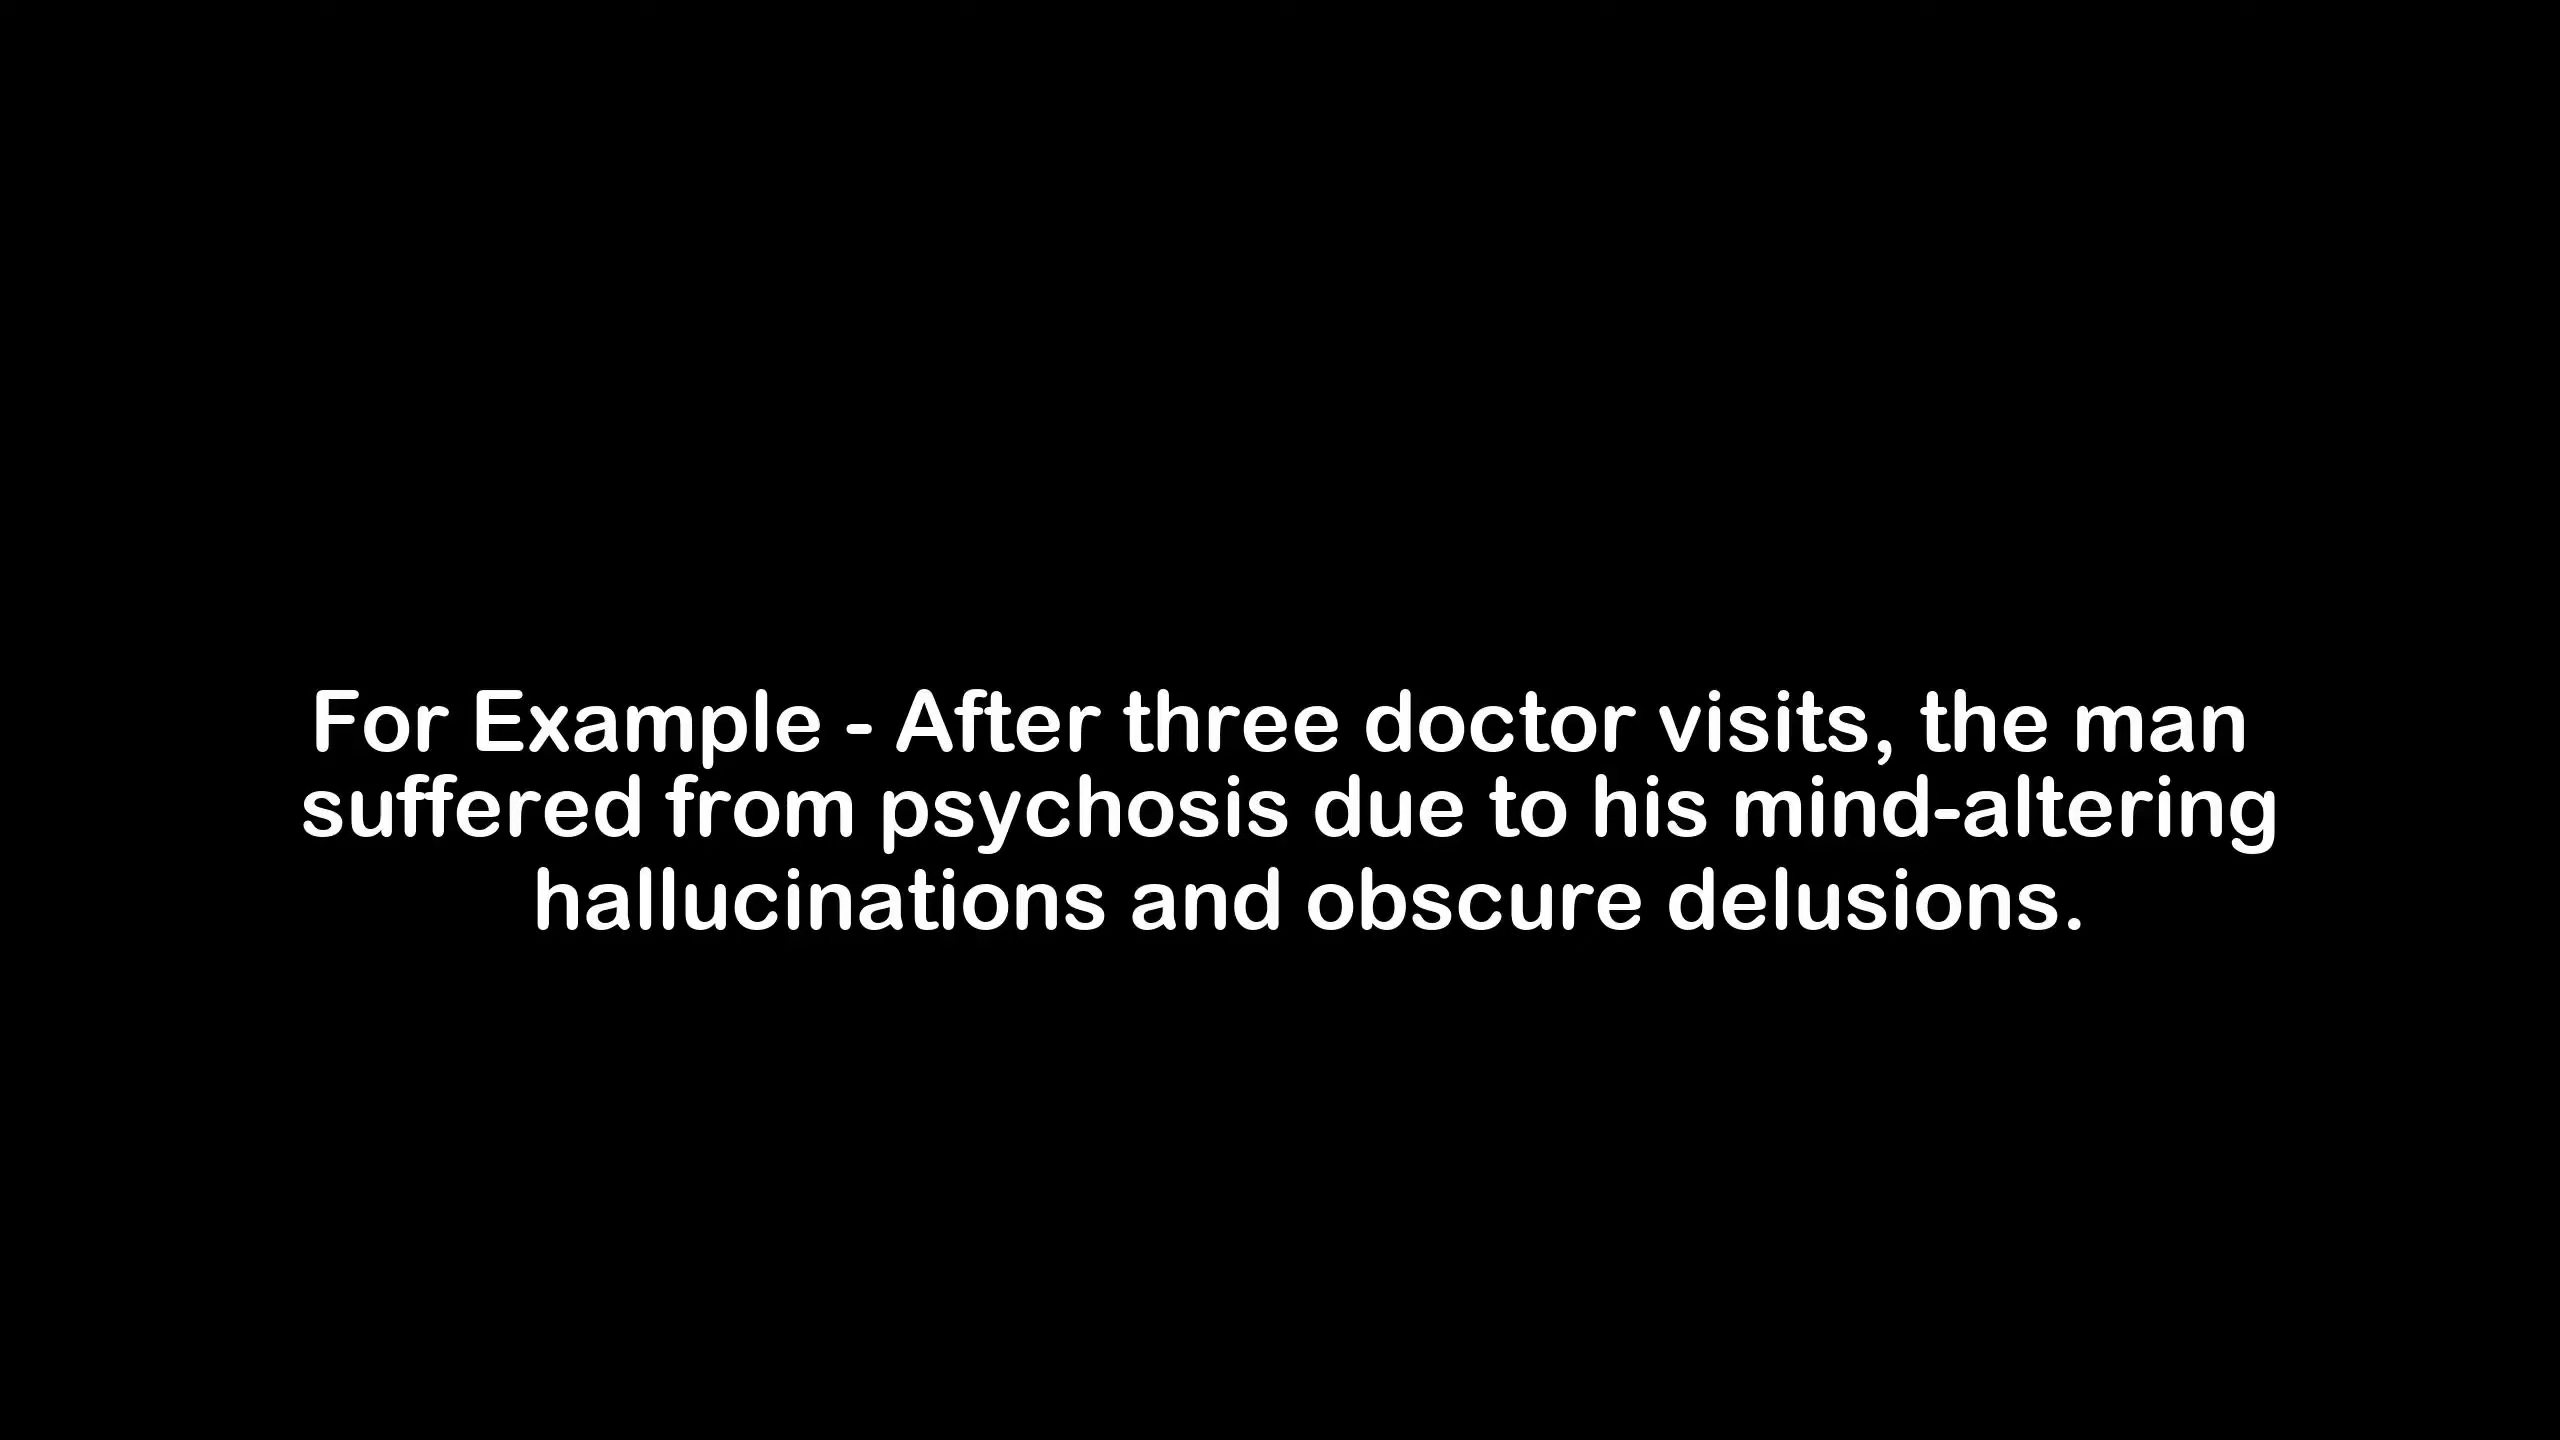 For Example - After three doctor visits, the man
suffered from psychosis due to his mind-altering
hallucinations and obscure delusions.